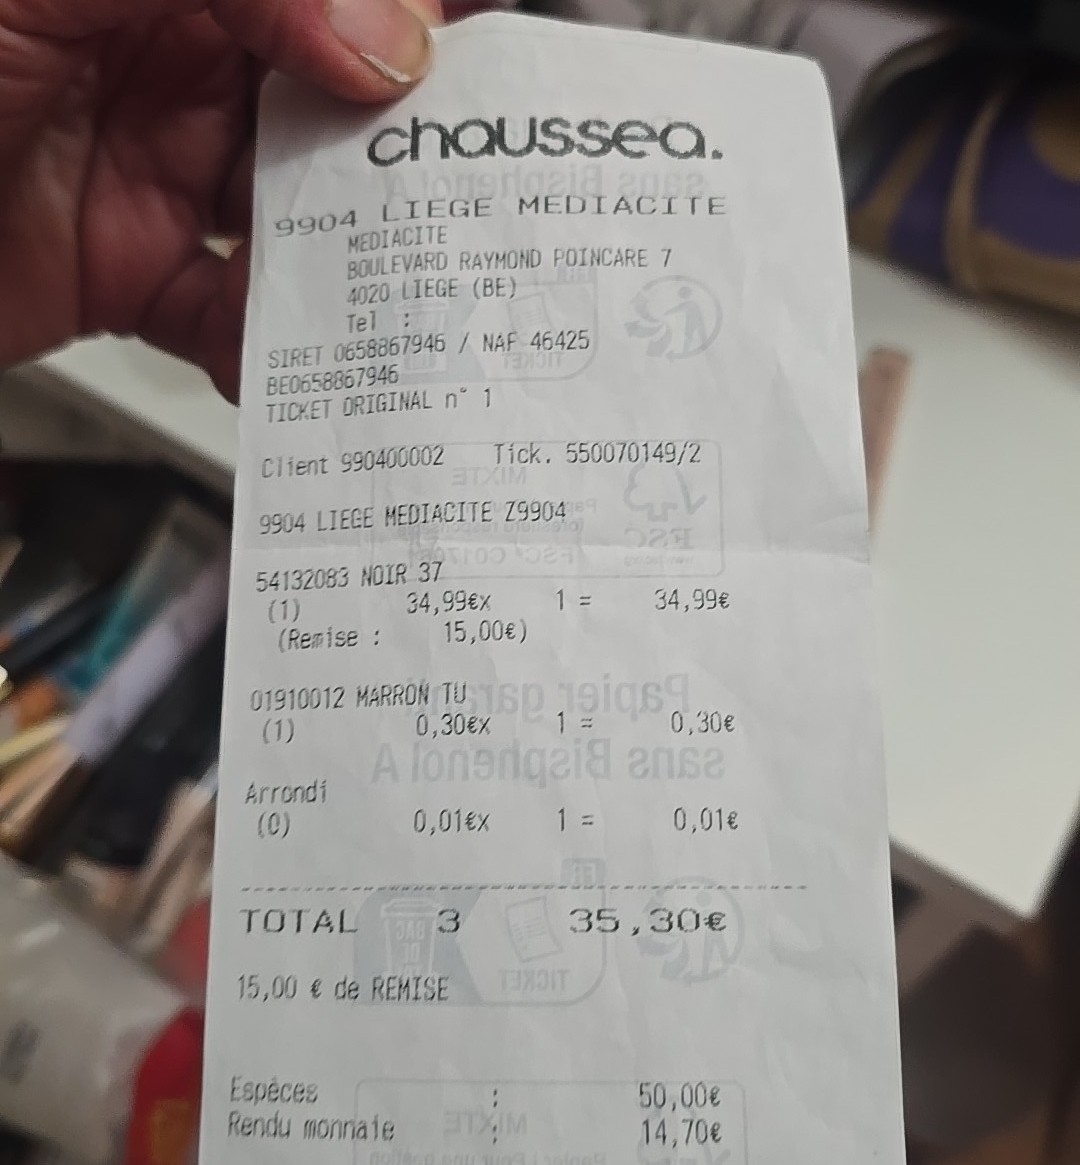 chaussea.
9904 LIEGE MEDIACITE
MEDIACITE
BOULEVARD RAYMOND POINCARE 7
4020 LIEGE (BE)
Tel :
SIRET 0658867946 / NAF 46425
BE0658867946
TICKET ORIGINAL n° 1
Client 990400002 Tick. 550070149/2
9904 LIEGE MEDIACITE Z9904
54132083 NOIR 37
(1) 34,99€x 1 = 34,99€
(Remise : 15,00€)
01910012 MARRON TU
(1) 0,30€x 1 = 0,30€
Arrondi
(0) 0,01€x 1 = 0,01€
TOTAL 3 35,30€
15,00 € de REMISE
Espèces : 50,00€
Rendu monnaie : 14,70€